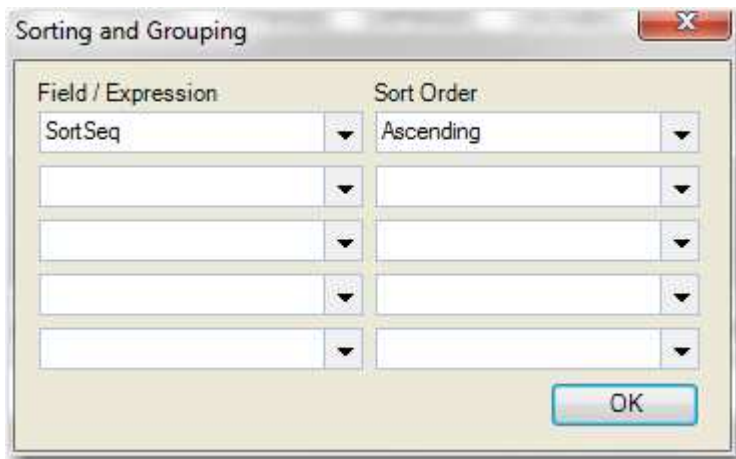 Sorting and Grouping
Field / Expression Sort Order
SortSeq Ascending
OK